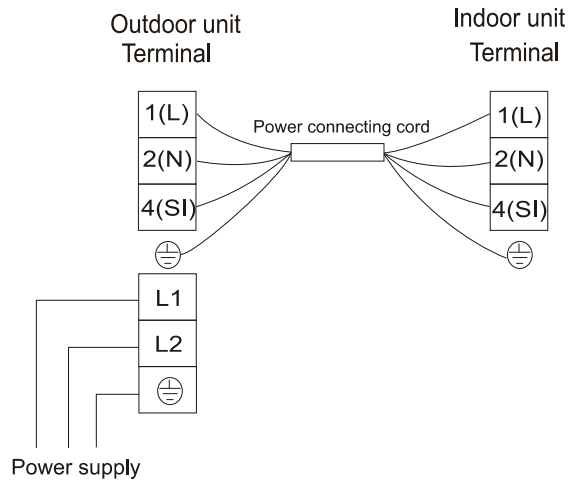 Outdoor unit
Terminal
Indoor unit
Terminal
1(L)
2(N)
4(SI)
Power connecting cord
1(L)
2(N)
4(SI)
L1
L2
Power supply